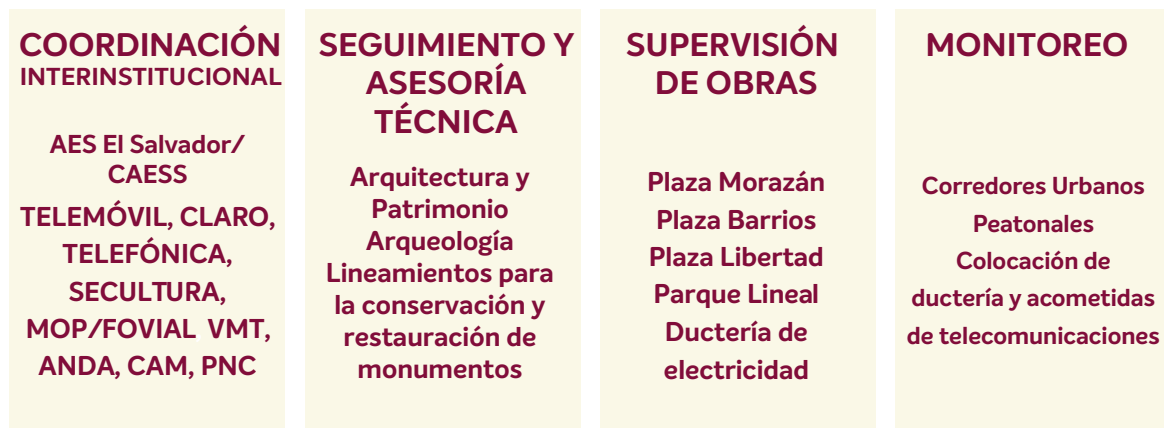 COORDINACIÓN
INTERINSTITUCIONAL
AES El Salvador/
CAESS
TELEMÓVIL, CLARO,
TELEFÓNICA,
SECULTURA,
MOP/FOVIAL VMT,
ANDA, CAM, PNC
SEGUIMIENTO Y
ASESORÍA
TÉCNICA
Arquitectura y
Patrimonio
Arqueología
Lineamientos para
la conservación y
restauración de
monumentos
SUPERVISIÓN
DE OBRAS
Plaza Morazán
Plaza Barrios
Plaza Libertad
Parque Lineal
Ductería de
electricidad
MONITOREO
Corredores Urbanos
Peatonales
Colocación de
ductería y acometidas
de telecomunicaciones